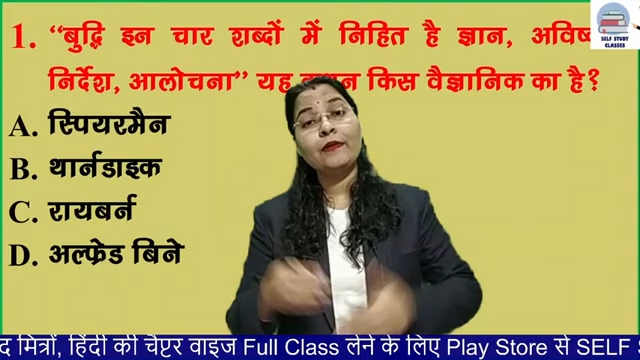 1. “बुद्धि इन चार शब्दों में निहित है ज्ञान,
निर्देश, आलोचना” यह किस वैज्ञानिक का है?
A. स्पियरमैन
B. थार्नडाइक
C. रायबर्न
D. अल्फ्रेड बिने
SELF STUDY
CLASSES
मित्रों, हिंदी की चैप्टर वाइज Full Class लेने के लिए Play Store से SELF